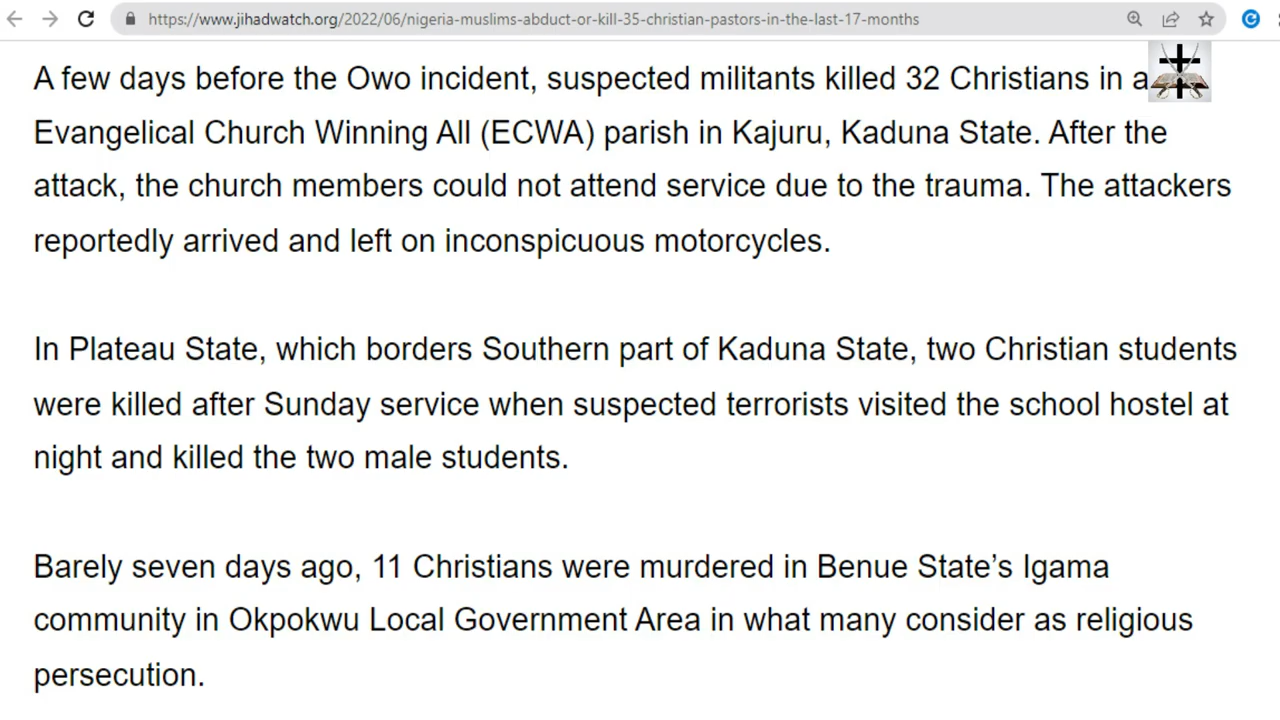 https://www.jihadwatch.org/2022/06/nigeria-muslims-abduct-or-kill-35-christian-pastors-in-the-last-17-months
A few days before the Owo incident, suspected militants killed 32 Christians in a
Evangelical Church Winning All (ECWA) parish in Kajuru, Kaduna State. After the
attack, the church members could not attend service due to the trauma. The attackers
reportedly arrived and left on inconspicuous motorcycles.
In Plateau State, which borders Southern part of Kaduna State, two Christian students
were killed after Sunday service when suspected terrorists visited the school hostel at
night and killed the two male students.
Barely seven days ago, 11 Christians were murdered in Benue State’s Igama
community in Okpokwu Local Government Area in what many consider as religious
persecution.